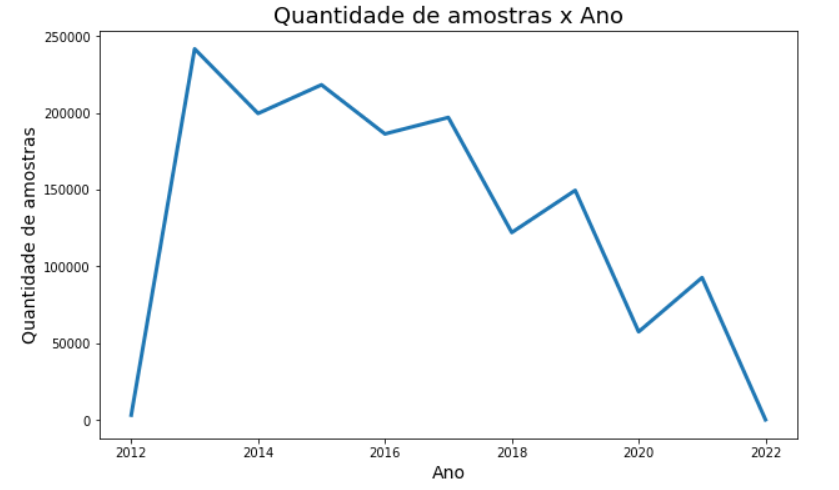 Quantidade de amostras x Ano
250000
200000
150000
100000
50000
0
Quantidade de amostras
2012 2014 2016 2018 2020 2022
Ano